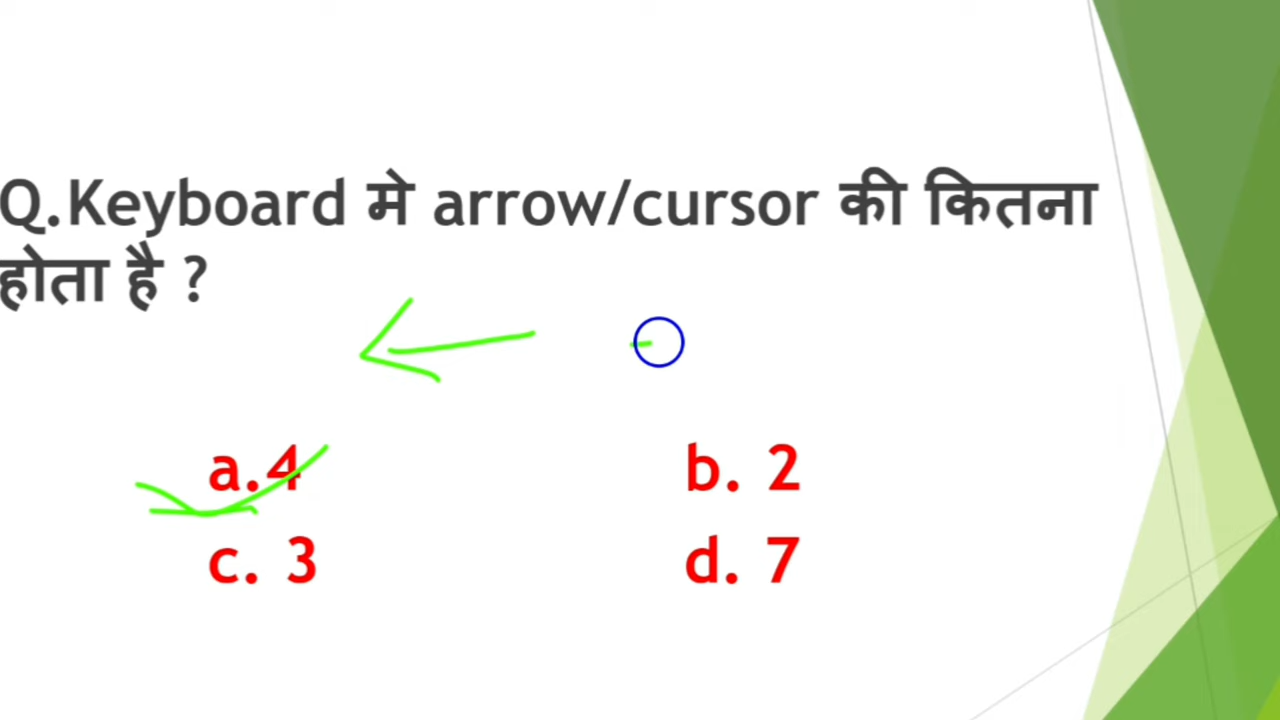 Q.Keyboard मे arrow/cursor की कितना
होता है ?
a.4 b. 2
c. 3 d. 7